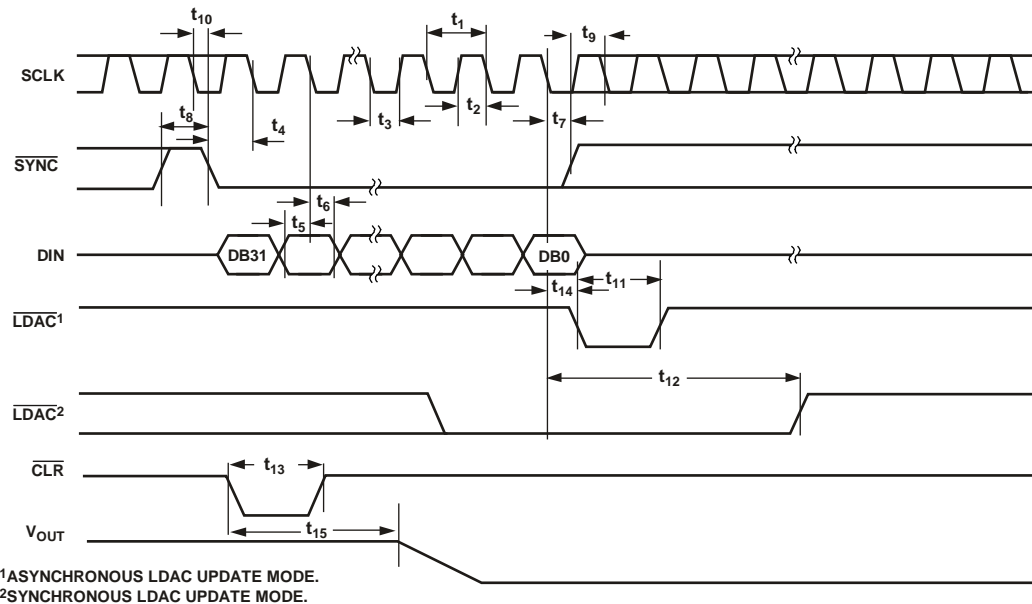 t10
t1
t9
SCLK
t8
t4
t3
t2
t7
SYNC
t6
t5
DIN
DB31
DB0
t14
t11
LDAC1
t12
LDAC2
CLR
t13
t15
VOUT
1ASYNCHRONOUS LDAC UPDATE MODE.
2SYNCHRONOUS LDAC UPDATE MODE.